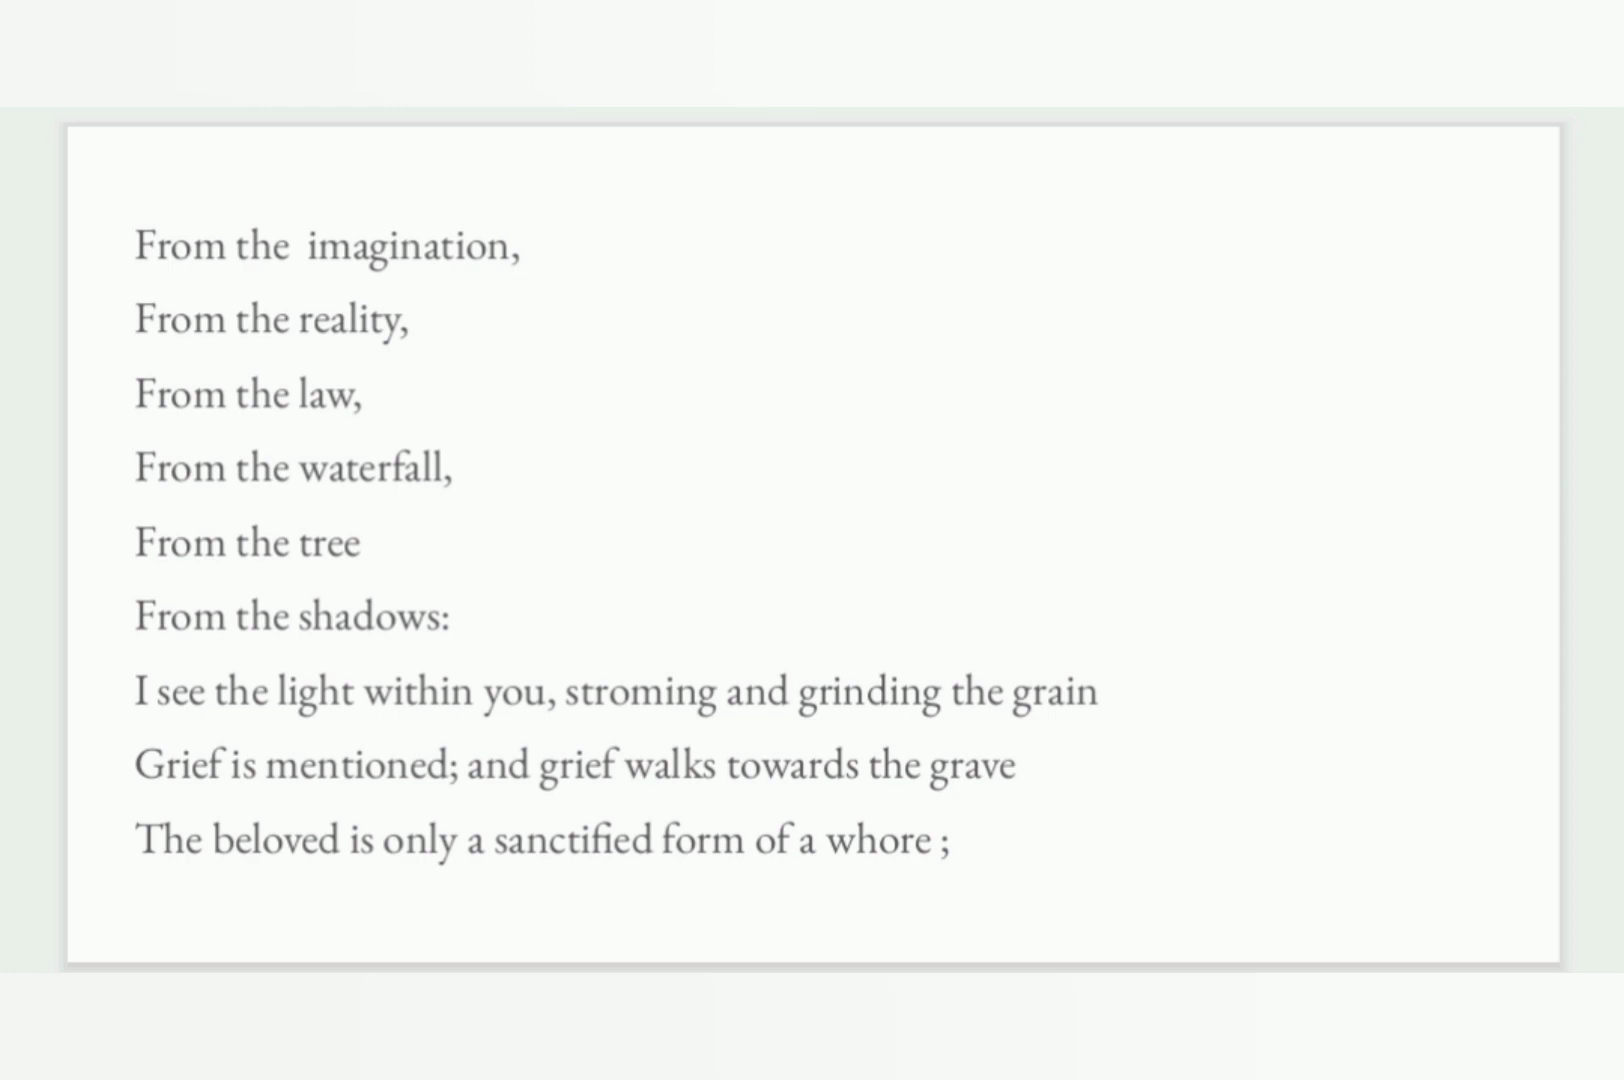 From the imagination,
From the reality,
From the law,
From the waterfall,
From the tree
From the shadows:
I see the light within you, stroming and grinding the grain
Grief is mentioned; and grief walks towards the grave
The beloved is only a sanctified form of a whore ;